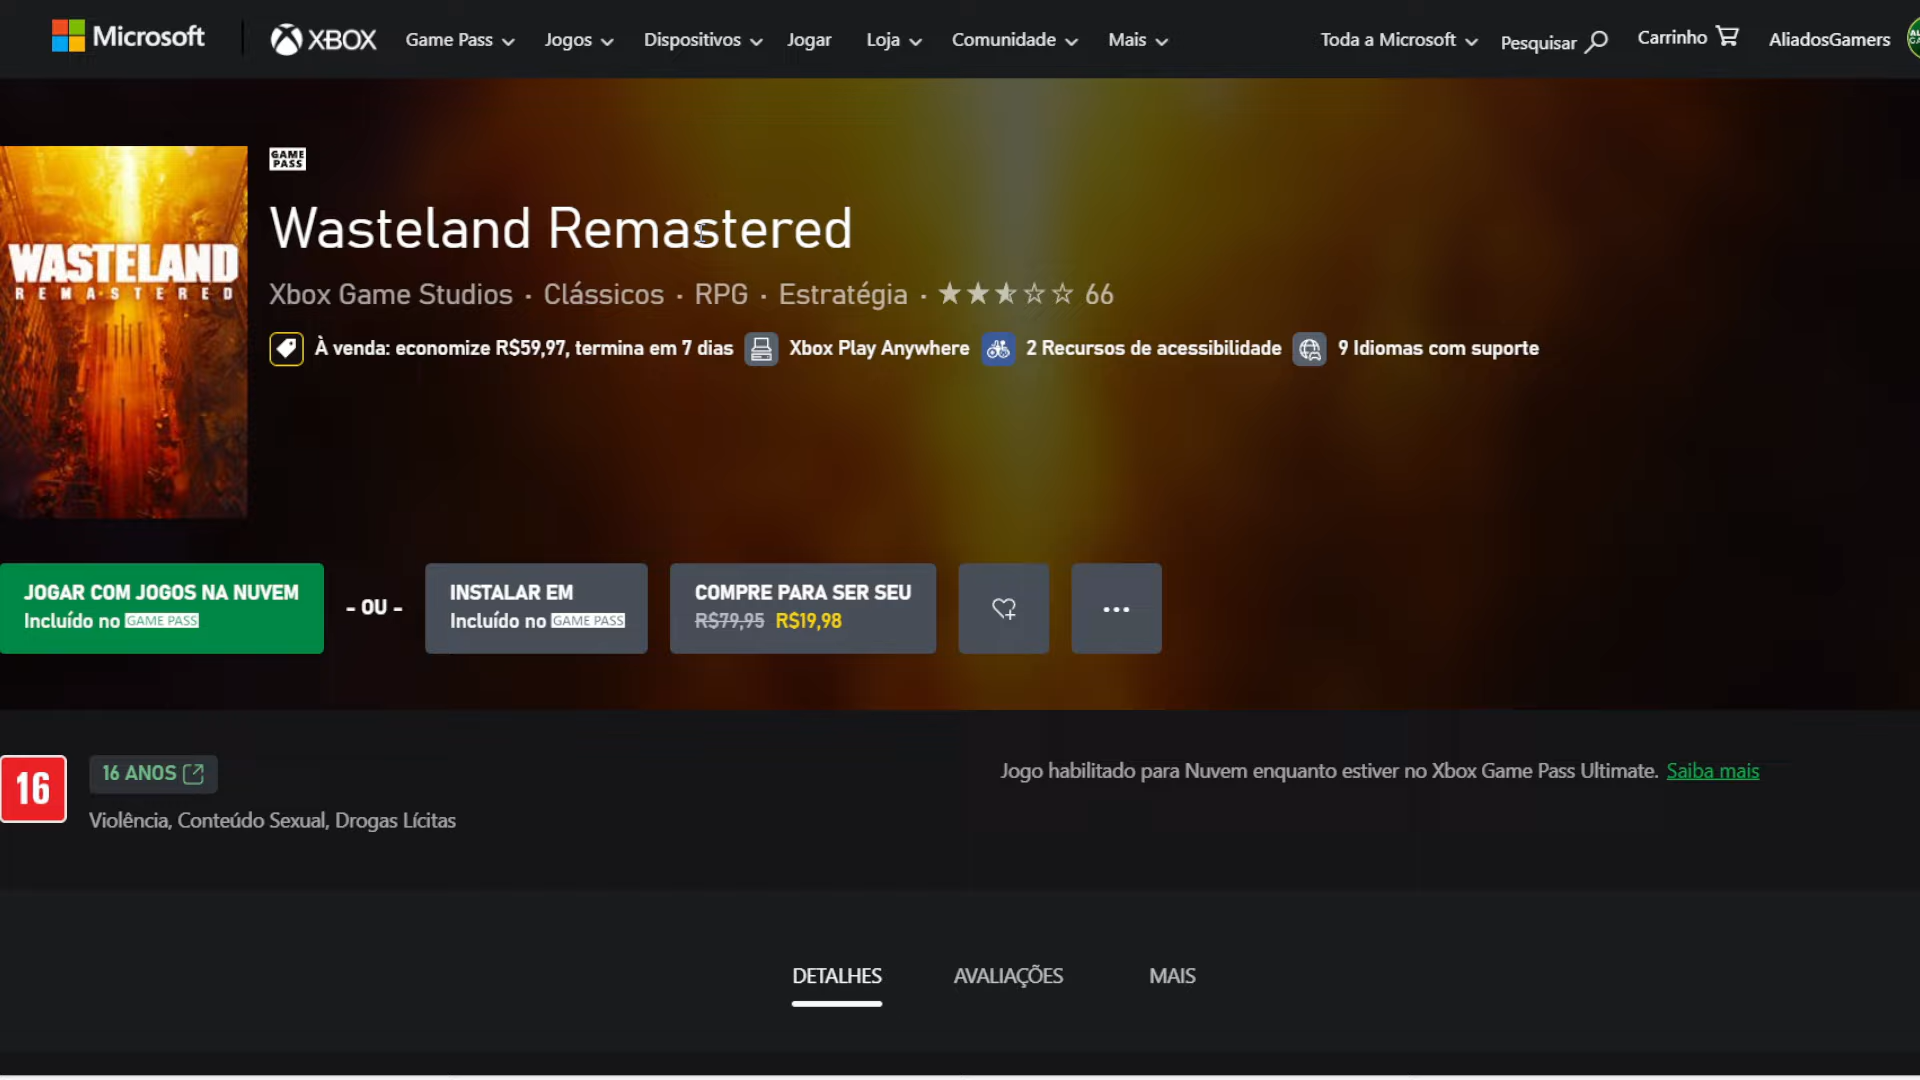 Microsoft
XBOX
Game Pass
Jogos
Dispositivos
Jogar
Loja
Comunidade
Mais
Toda a Microsoft
Pesquisar
Carrinho
AliadosGamers
GAME
PASS
Wasteland Remastered
WASTELAND
REMASTERED
Xbox Game Studios · Clássicos · RPG · Estratégia · 66
À venda: economize R$59,97, termina em 7 dias
Xbox Play Anywhere
2 Recursos de acessibilidade
9 Idiomas com suporte
JOGAR COM JOGOS NA NUVEM
Incluído no GAME PASS
- OU -
INSTALAR EM
Incluído no GAME PASS
COMPRE PARA SER SEU
R$79,95 R$19,98
16
16 ANOS
Violência, Conteúdo Sexual, Drogas Lícitas
Jogo habilitado para Nuvem enquanto estiver no Xbox Game Pass Ultimate. Saiba mais
DETALHES
AVALIAÇÕES
MAIS